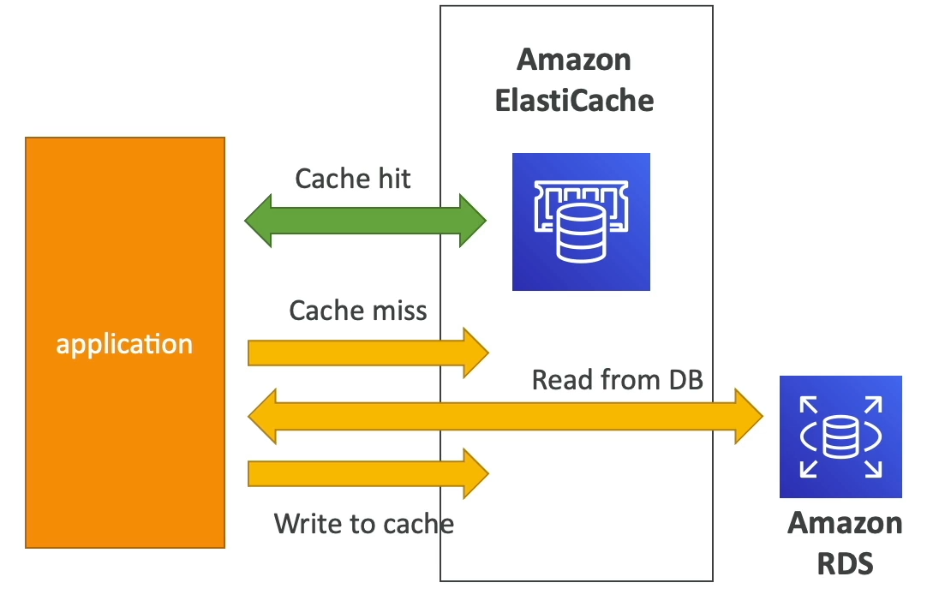 Amazon
ElastiCache
Cache hit
Cache miss
application
Read from DB
Write to cache
Amazon
RDS